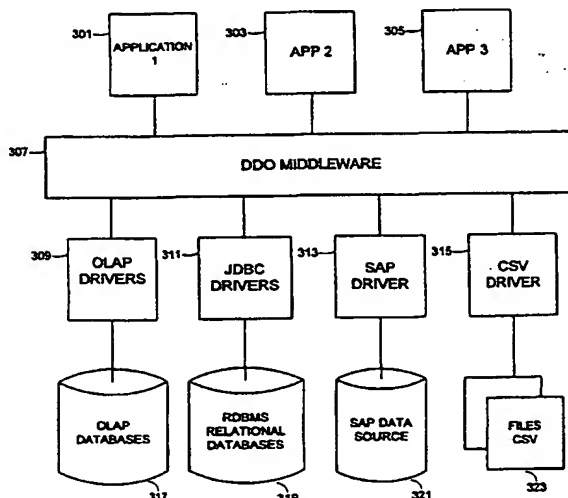 301
APPLICATION
1
303
APP 2
305
APP 3
307
DDO MIDDLEWARE
309
OLAP
DRIVERS
311
JDBC
DRIVERS
313
SAP
DRIVER
315
CSV
DRIVER
OLAP
DATABASES
RDBMS
RELATIONAL
DATABASES
SAP DATA
SOURCE
FILES
CSV
317
321
323